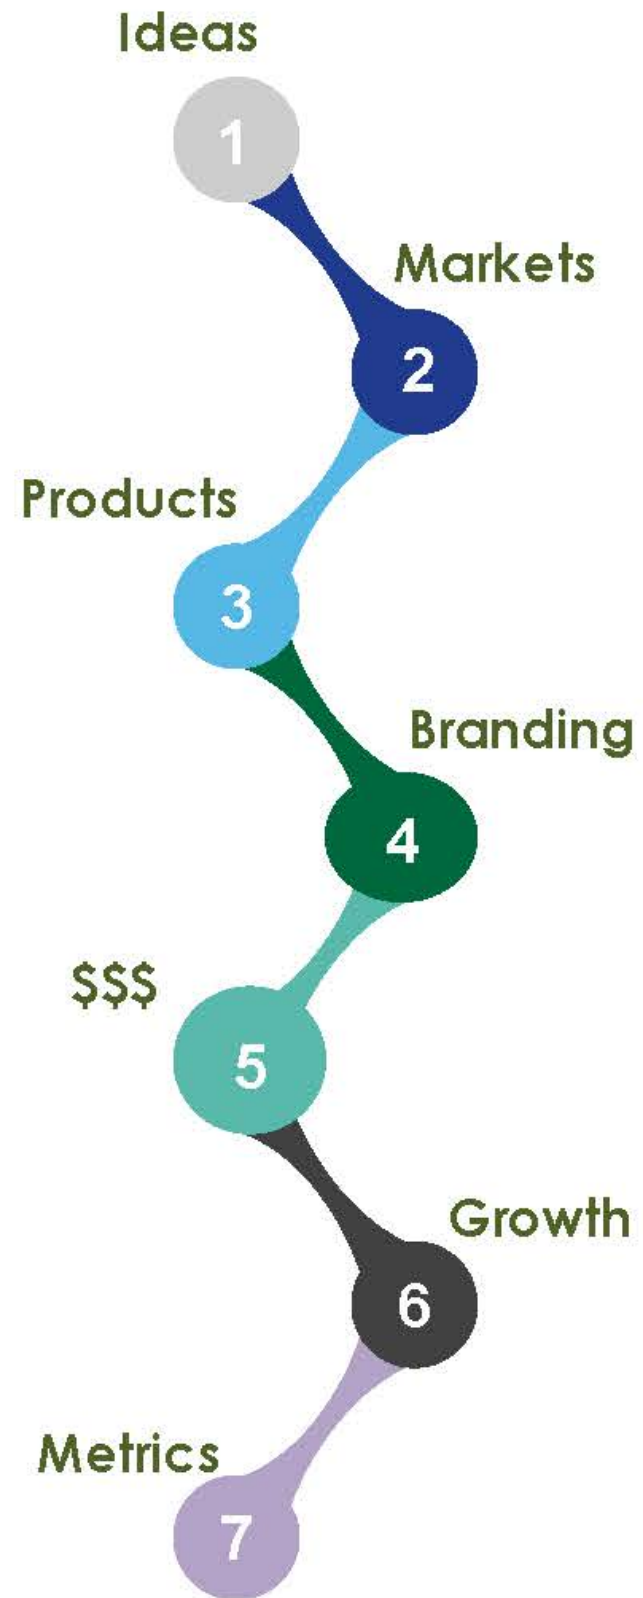 Ideas
1
Markets
2
Products
3
Branding
4
$$$
5
Growth
6
Metrics
7